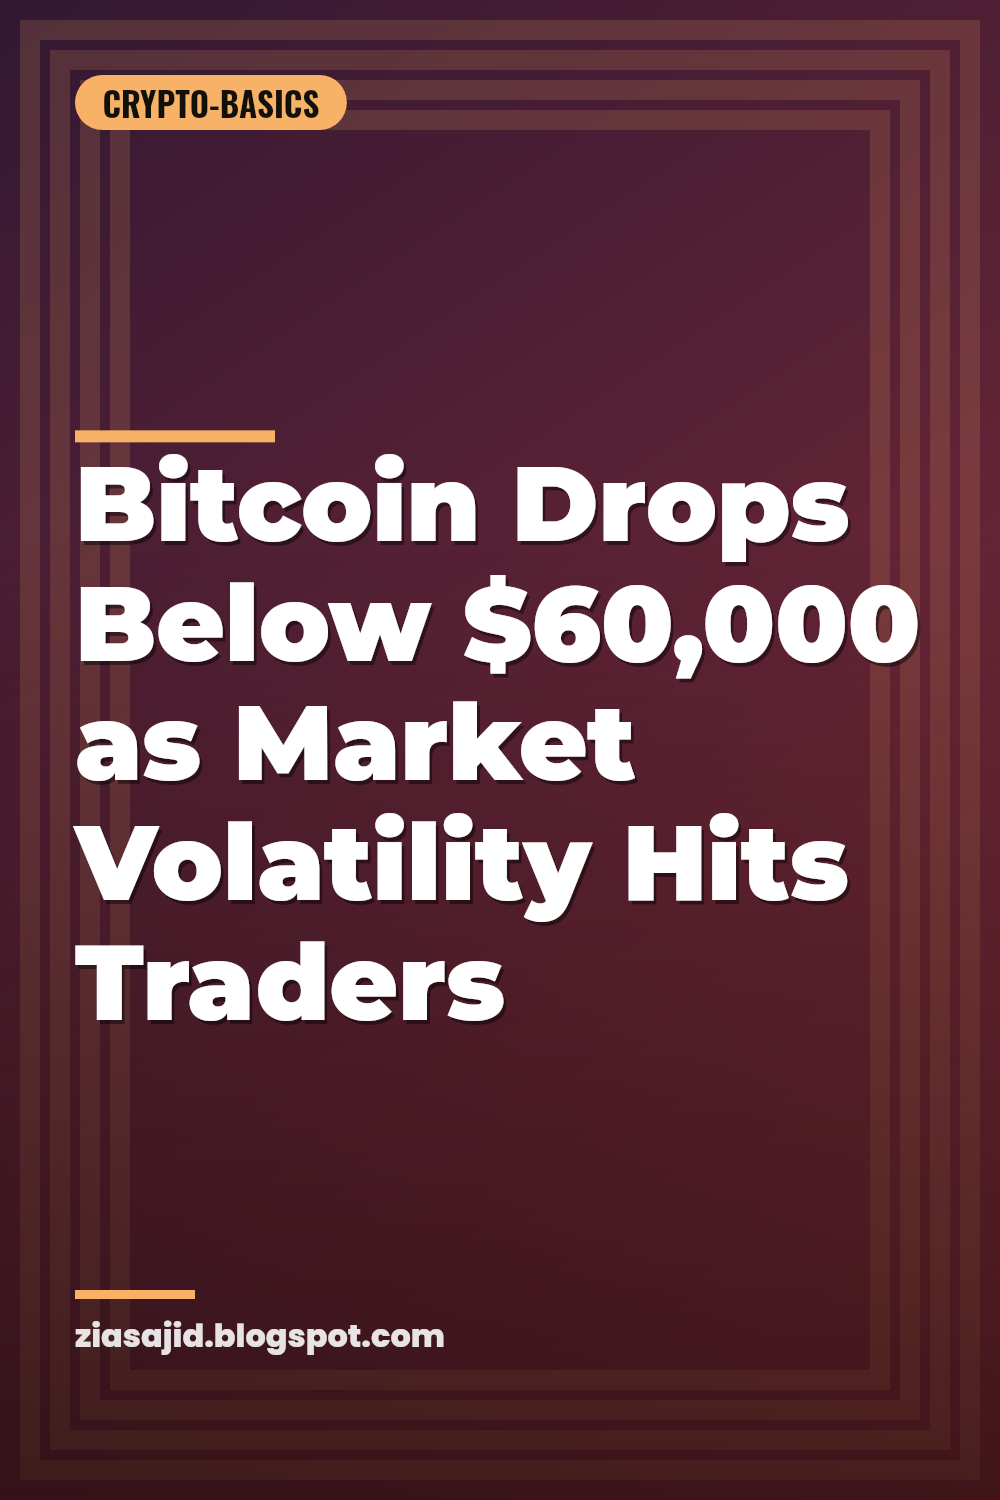 CRYPTO-BASICS
Bitcoin Drops
Below $60,000
as Market
Volatility Hits
Traders
ziasajid.blogspot.com